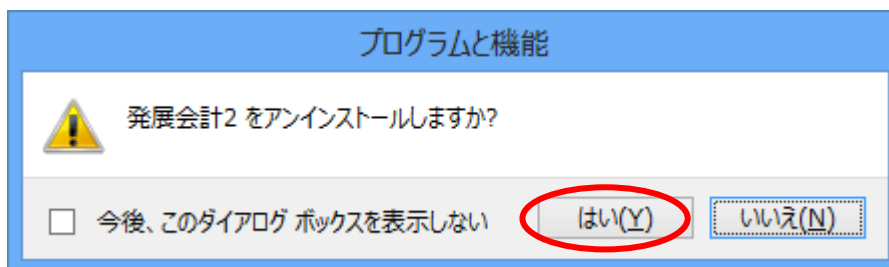 プログラムと機能
発展会計2 をアンインストールしますか?
今後、このダイアログ ボックスを表示しない はい(Y) いいえ(N)